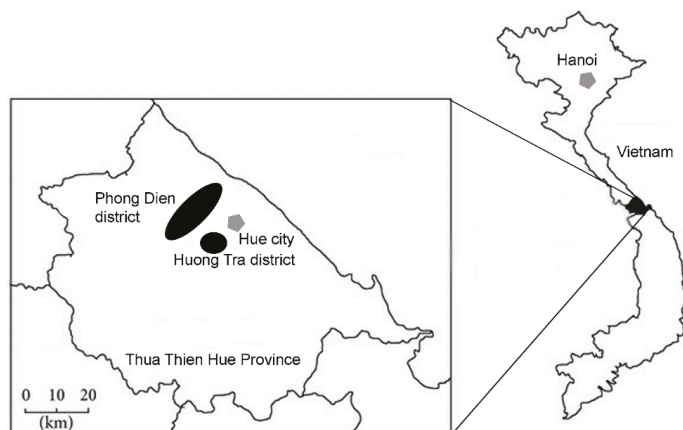 Hanoi
Vietnam
Phong Dien
district
Hue city
Huong Tra district
Thua Thien Hue Province
0 10 20
(km)